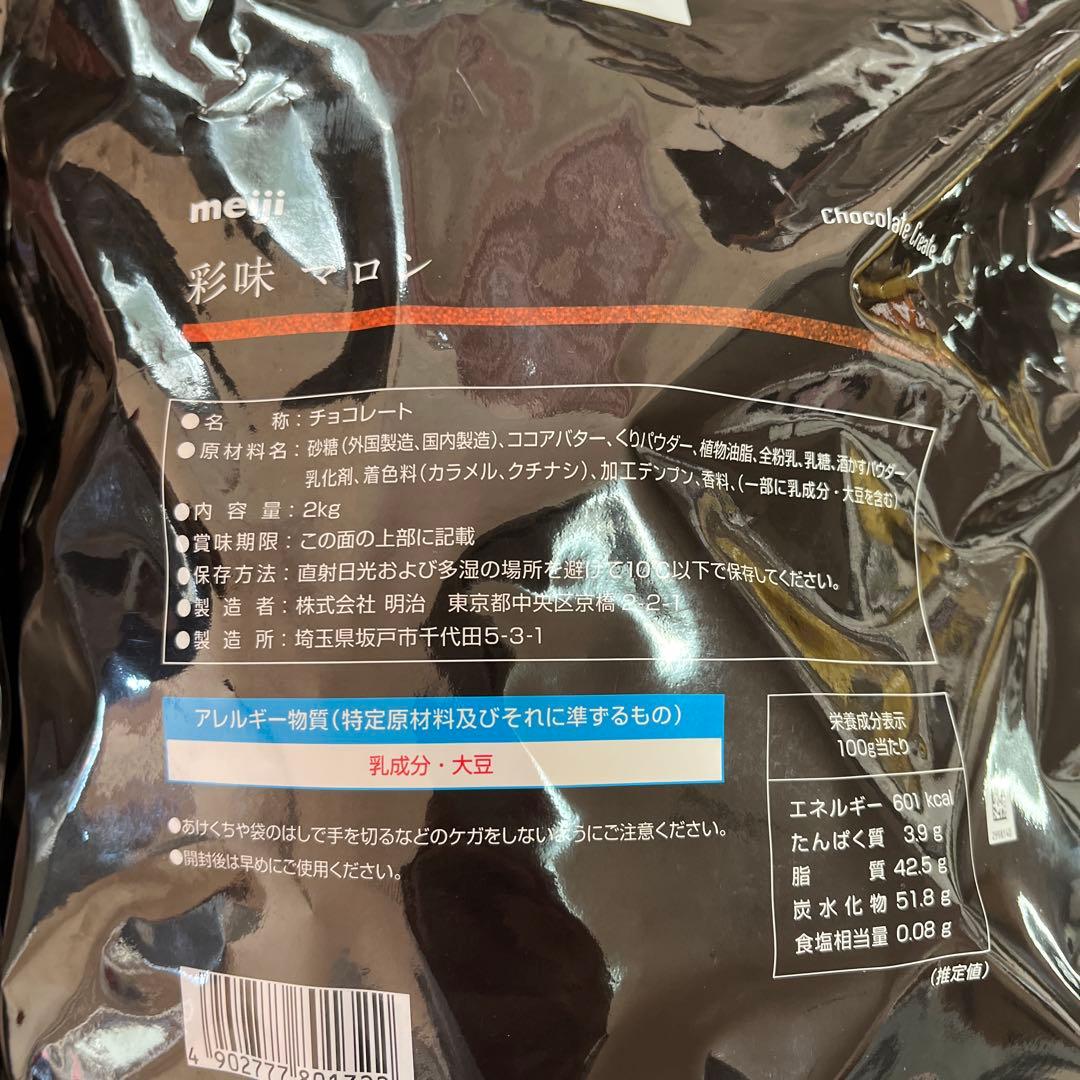 meiji
Chocolate Create
彩味 マロン
●名 称：チョコレート
●原材料名：砂糖（外国製造、国内製造）、ココアバター、くりパウダー、植物油脂、全粉乳、乳糖、酒かすパウダー
乳化剤、着色料（カラメル、クチナシ）、加工デンプン、香料、（一部に乳成分・大豆を含む）
●内 容 量：2kg
●賞味期限：この面の上部に記載
●保存方法：直射日光および多湿の場所を避けて10℃以下で保存してください。
●製 造 者：株式会社 明治 東京都中央区京橋 2-2-1
●製 造 所：埼玉県坂戸市千代田5-3-1
アレルギー物質（特定原材料及びそれに準ずるもの）
乳成分・大豆
●あけくちや袋のはしで手を切るなどのケガをしないようにご注意ください。
●開封後は早めにご使用ください。
栄養成分表示
100g当たり
エネルギー 601 kcal
たんぱく質 3.9 g
脂 質 42.5 g
炭水化物 51.8 g
食塩相当量 0.08 g
（推定値）
4 902777